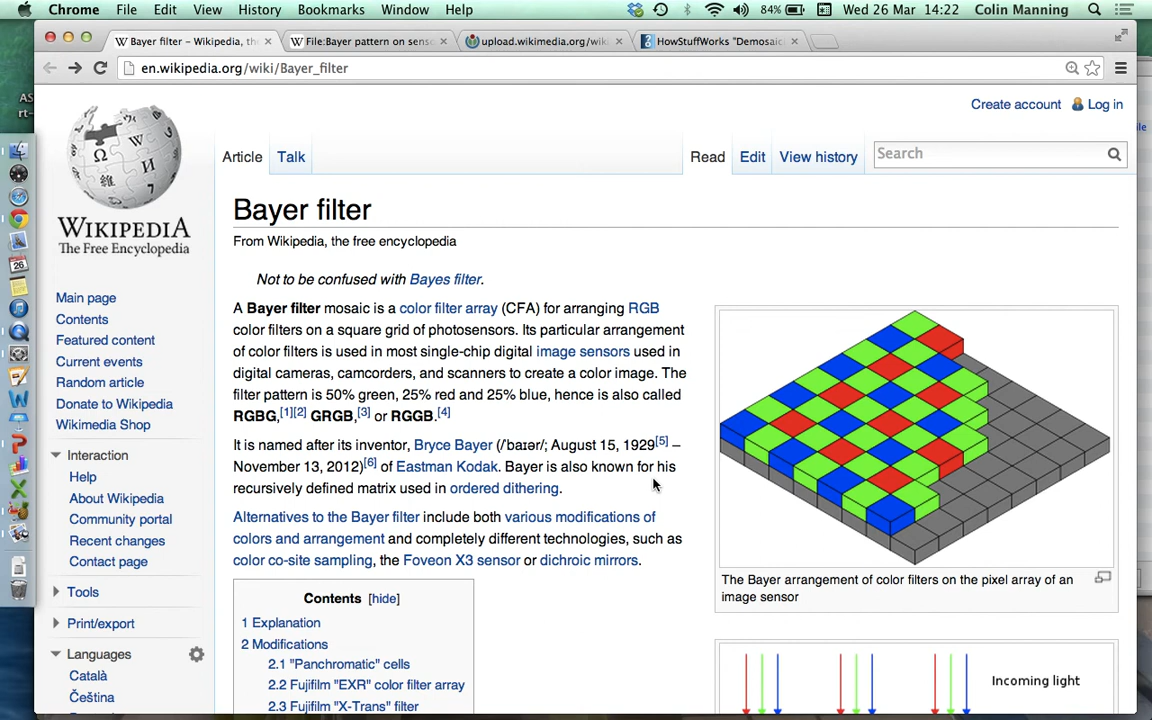 Chrome File Edit View History Bookmarks Window Help 84% Wed 26 Mar 14:22 Colin Manning
Bayer filter – Wikipedia, th
File:Bayer pattern on sens
upload.wikimedia.org/wiki
HowStuffWorks "Demosaic
en.wikipedia.org/wiki/Bayer_filter
Create account Log in
Article Talk Read Edit View history Search
WIKIPEDIA
The Free Encyclopedia
Main page
Contents
Featured content
Current events
Random article
Donate to Wikipedia
Wikimedia Shop
Interaction
Help
About Wikipedia
Community portal
Recent changes
Contact page
Tools
Print/export
Languages
Català
Čeština
Bayer filter
From Wikipedia, the free encyclopedia
Not to be confused with Bayes filter.
A Bayer filter mosaic is a color filter array (CFA) for arranging RGB
color filters on a square grid of photosensors. Its particular arrangement
of color filters is used in most single-chip digital image sensors used in
digital cameras, camcorders, and scanners to create a color image. The
filter pattern is 50% green, 25% red and 25% blue, hence is also called
RGBG,[1][2] GRGB,[3] or RGGB.[4]
It is named after its inventor, Bryce Bayer (/ˈbaɪər/; August 15, 1929[5] –
November 13, 2012)[6] of Eastman Kodak. Bayer is also known for his
recursively defined matrix used in ordered dithering.
Alternatives to the Bayer filter include both various modifications of
colors and arrangement and completely different technologies, such as
color co-site sampling, the Foveon X3 sensor or dichroic mirrors.
Contents [hide]
1 Explanation
2 Modifications
2.1 "Panchromatic" cells
2.2 Fujifilm "EXR" color filter array
2.3 Fujifilm "X-Trans" filter
The Bayer arrangement of color filters on the pixel array of an
image sensor
Incoming light